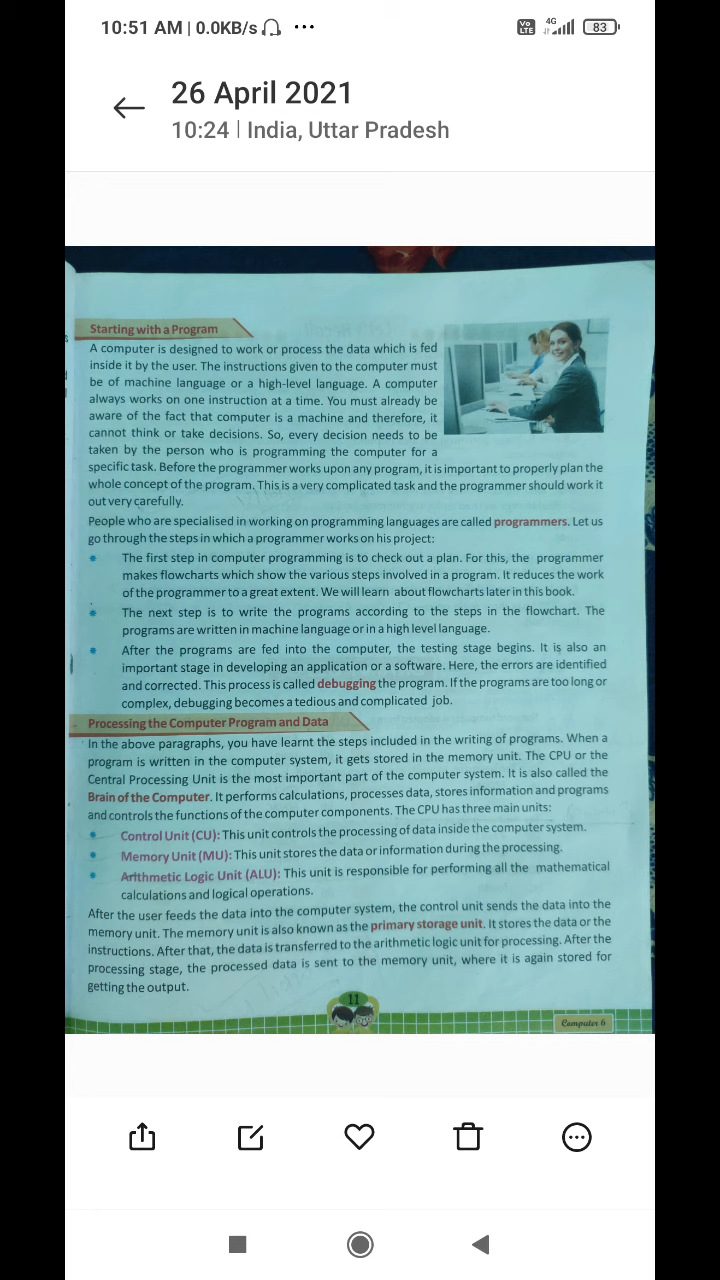 10:51 AM | 0.0KB/s
Vo LTE 4G 83
26 April 2021
10:24 | India, Uttar Pradesh
Starting with a Program
A computer is designed to work or process the data which is fed
inside it by the user. The instructions given to the computer must
be of machine language or a high-level language. A computer
always works on one instruction at a time. You must already be
aware of the fact that computer is a machine and therefore, it
cannot think or take decisions. So, every decision needs to be
taken by the person who is programming the computer for a
specific task. Before the programmer works upon any program, it is important to properly plan the
whole concept of the program. This is a very complicated task and the programmer should work it
out very carefully.
People who are specialised in working on programming languages are called programmers. Let us
go through the steps in which a programmer works on his project:
The first step in computer programming is to check out a plan. For this, the programmer
makes flowcharts which show the various steps involved in a program. It reduces the work
of the programmer to a great extent. We will learn about flowcharts later in this book.
The next step is to write the programs according to the steps in the flowchart. The
programs are written in machine language or in a high level language.
After the programs are fed into the computer, the testing stage begins. It is also an
important stage in developing an application or a software. Here, the errors are identified
and corrected. This process is called debugging the program. If the programs are too long or
complex, debugging becomes a tedious and complicated job.
Processing the Computer Program and Data
In the above paragraphs, you have learnt the steps included in the writing of programs. When a
program is written in the computer system, it gets stored in the memory unit. The CPU or the
Central Processing Unit is the most important part of the computer system. It is also called the
Brain of the Computer. It performs calculations, processes data, stores information and programs
and controls the functions of the computer components. The CPU has three main units:
Control Unit (CU): This unit controls the processing of data inside the computer system.
Memory Unit (MU): This unit stores the data or information during the processing.
Arithmetic Logic Unit (ALU): This unit is responsible for performing all the mathematical
calculations and logical operations.
After the user feeds the data into the computer system, the control unit sends the data into the
memory unit. The memory unit is also known as the primary storage unit. It stores the data or the
instructions. After that, the data is transferred to the arithmetic logic unit for processing. After the
processing stage, the processed data is sent to the memory unit, where it is again stored for
getting the output.
11
Computer 6